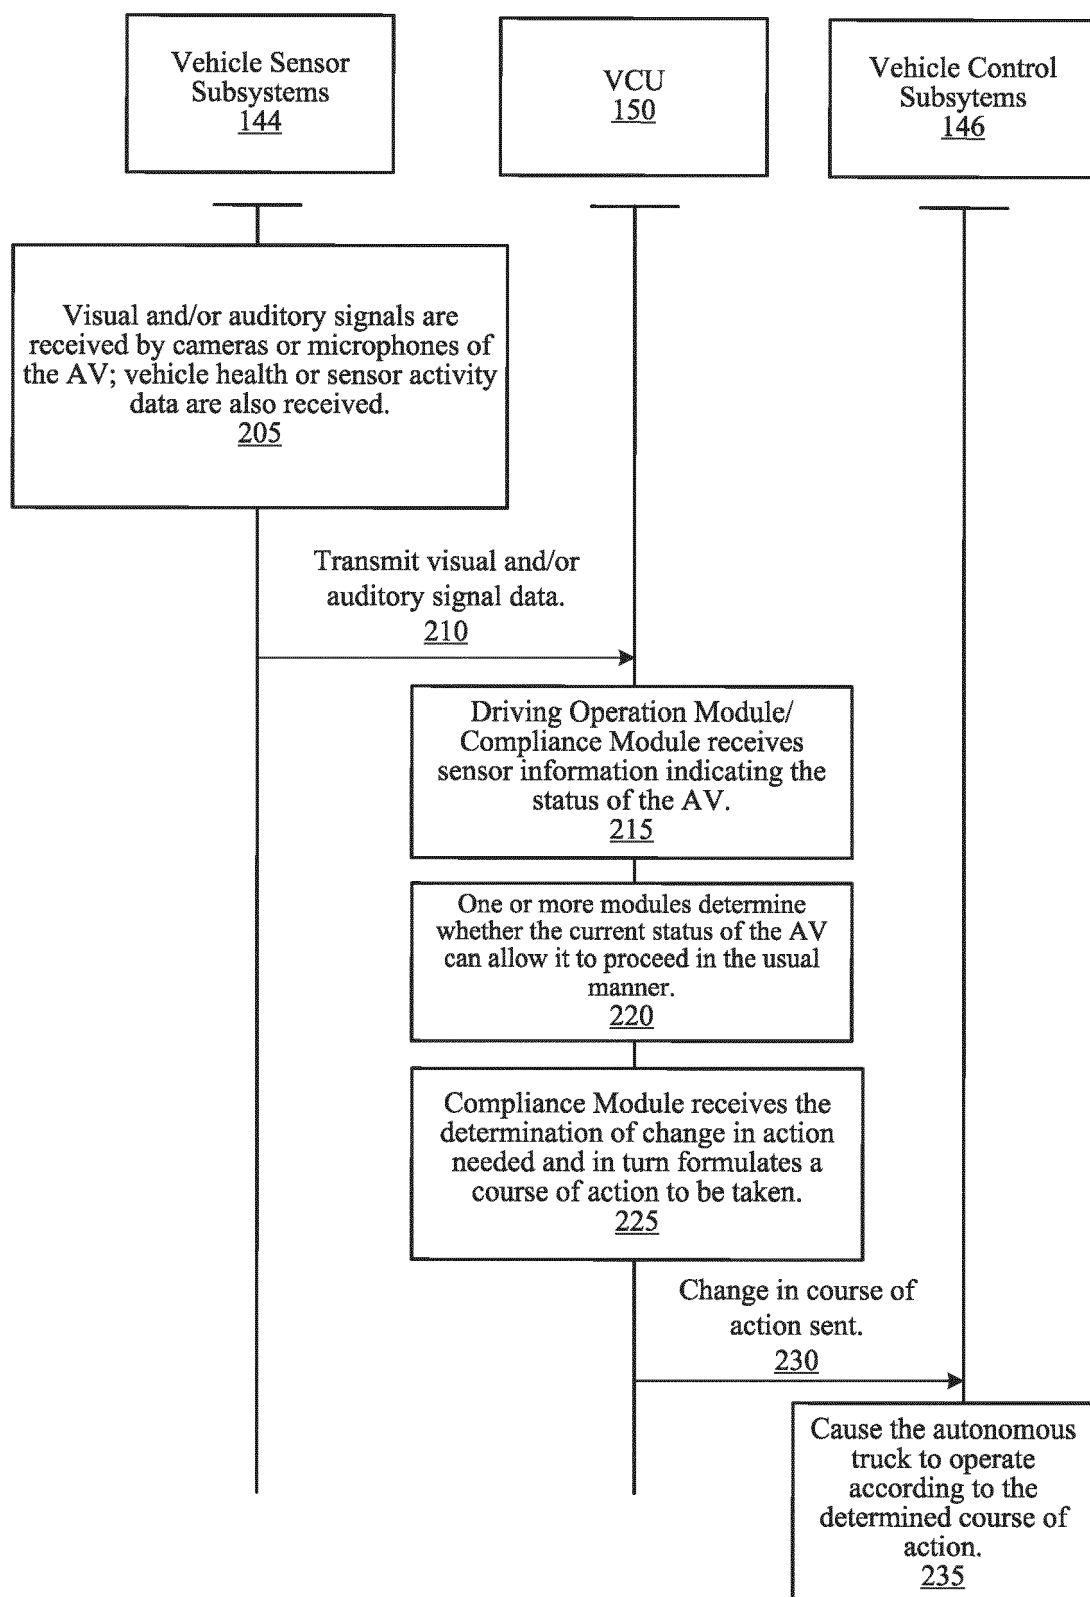 Vehicle Sensor
Subsystems
144
VCU
150
Vehicle Control
Subsytems
146
Visual and/or auditory signals are
received by cameras or microphones of
the AV; vehicle health or sensor activity
data are also received.
205
Transmit visual and/or
auditory signal data.
210
Driving Operation Module/
Compliance Module receives
sensor information indicating the
status of the AV.
215
One or more modules determine
whether the current status of the AV
can allow it to proceed in the usual
manner.
220
Compliance Module receives the
determination of change in action
needed and in turn formulates a
course of action to be taken.
225
Change in course of
action sent.
230
Cause the autonomous
truck to operate
according to the
determined course of
action.
235